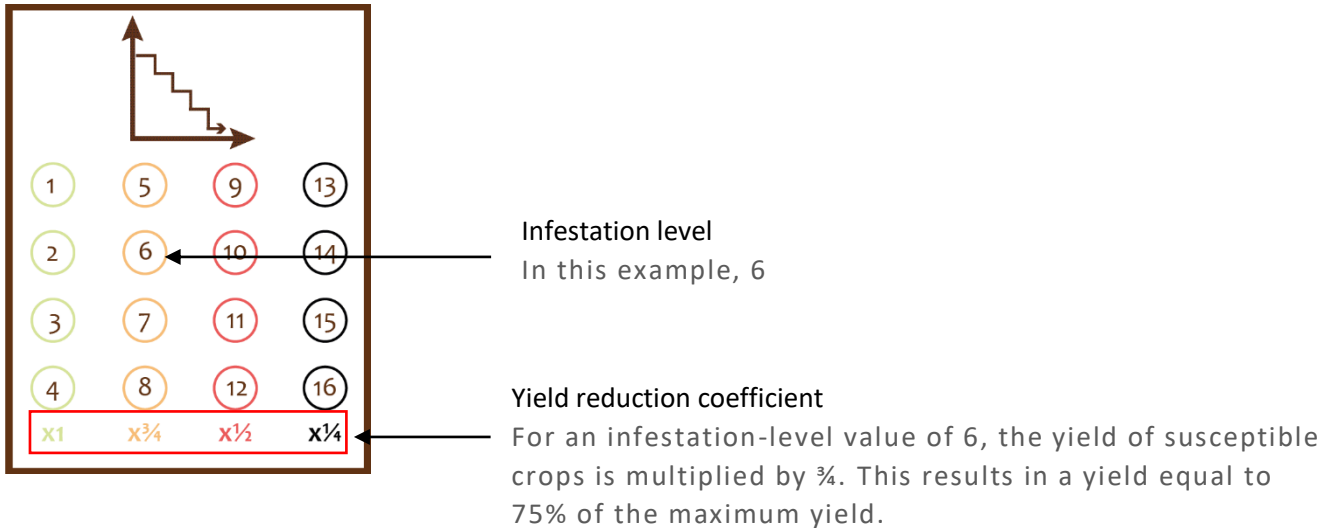 1 5 9 13
2 6 10 14
3 7 11 15
4 8 12 16
x1 x¾ x½ x¼
Infestation level
In this example, 6
Yield reduction coefficient
For an infestation-level value of 6, the yield of susceptible
crops is multiplied by ¾. This results in a yield equal to
75% of the maximum yield.